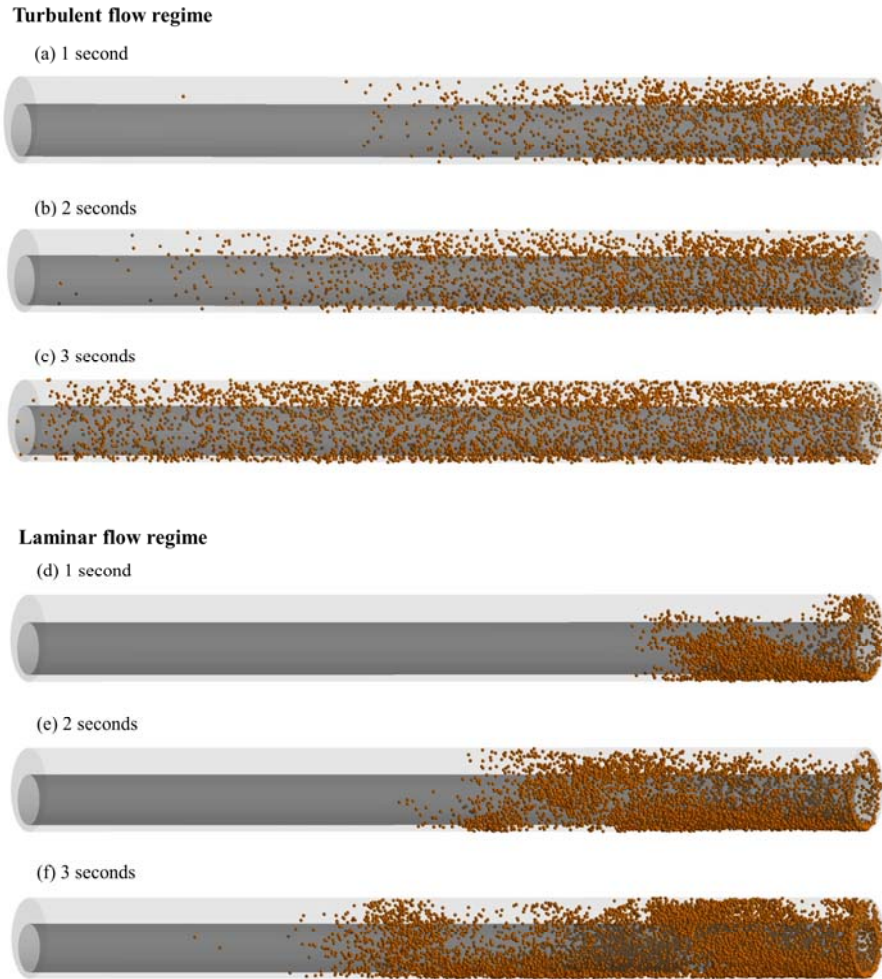 Turbulent flow regime
(a) 1 second
(b) 2 seconds
(c) 3 seconds
Laminar flow regime
(d) 1 second
(e) 2 seconds
(f) 3 seconds